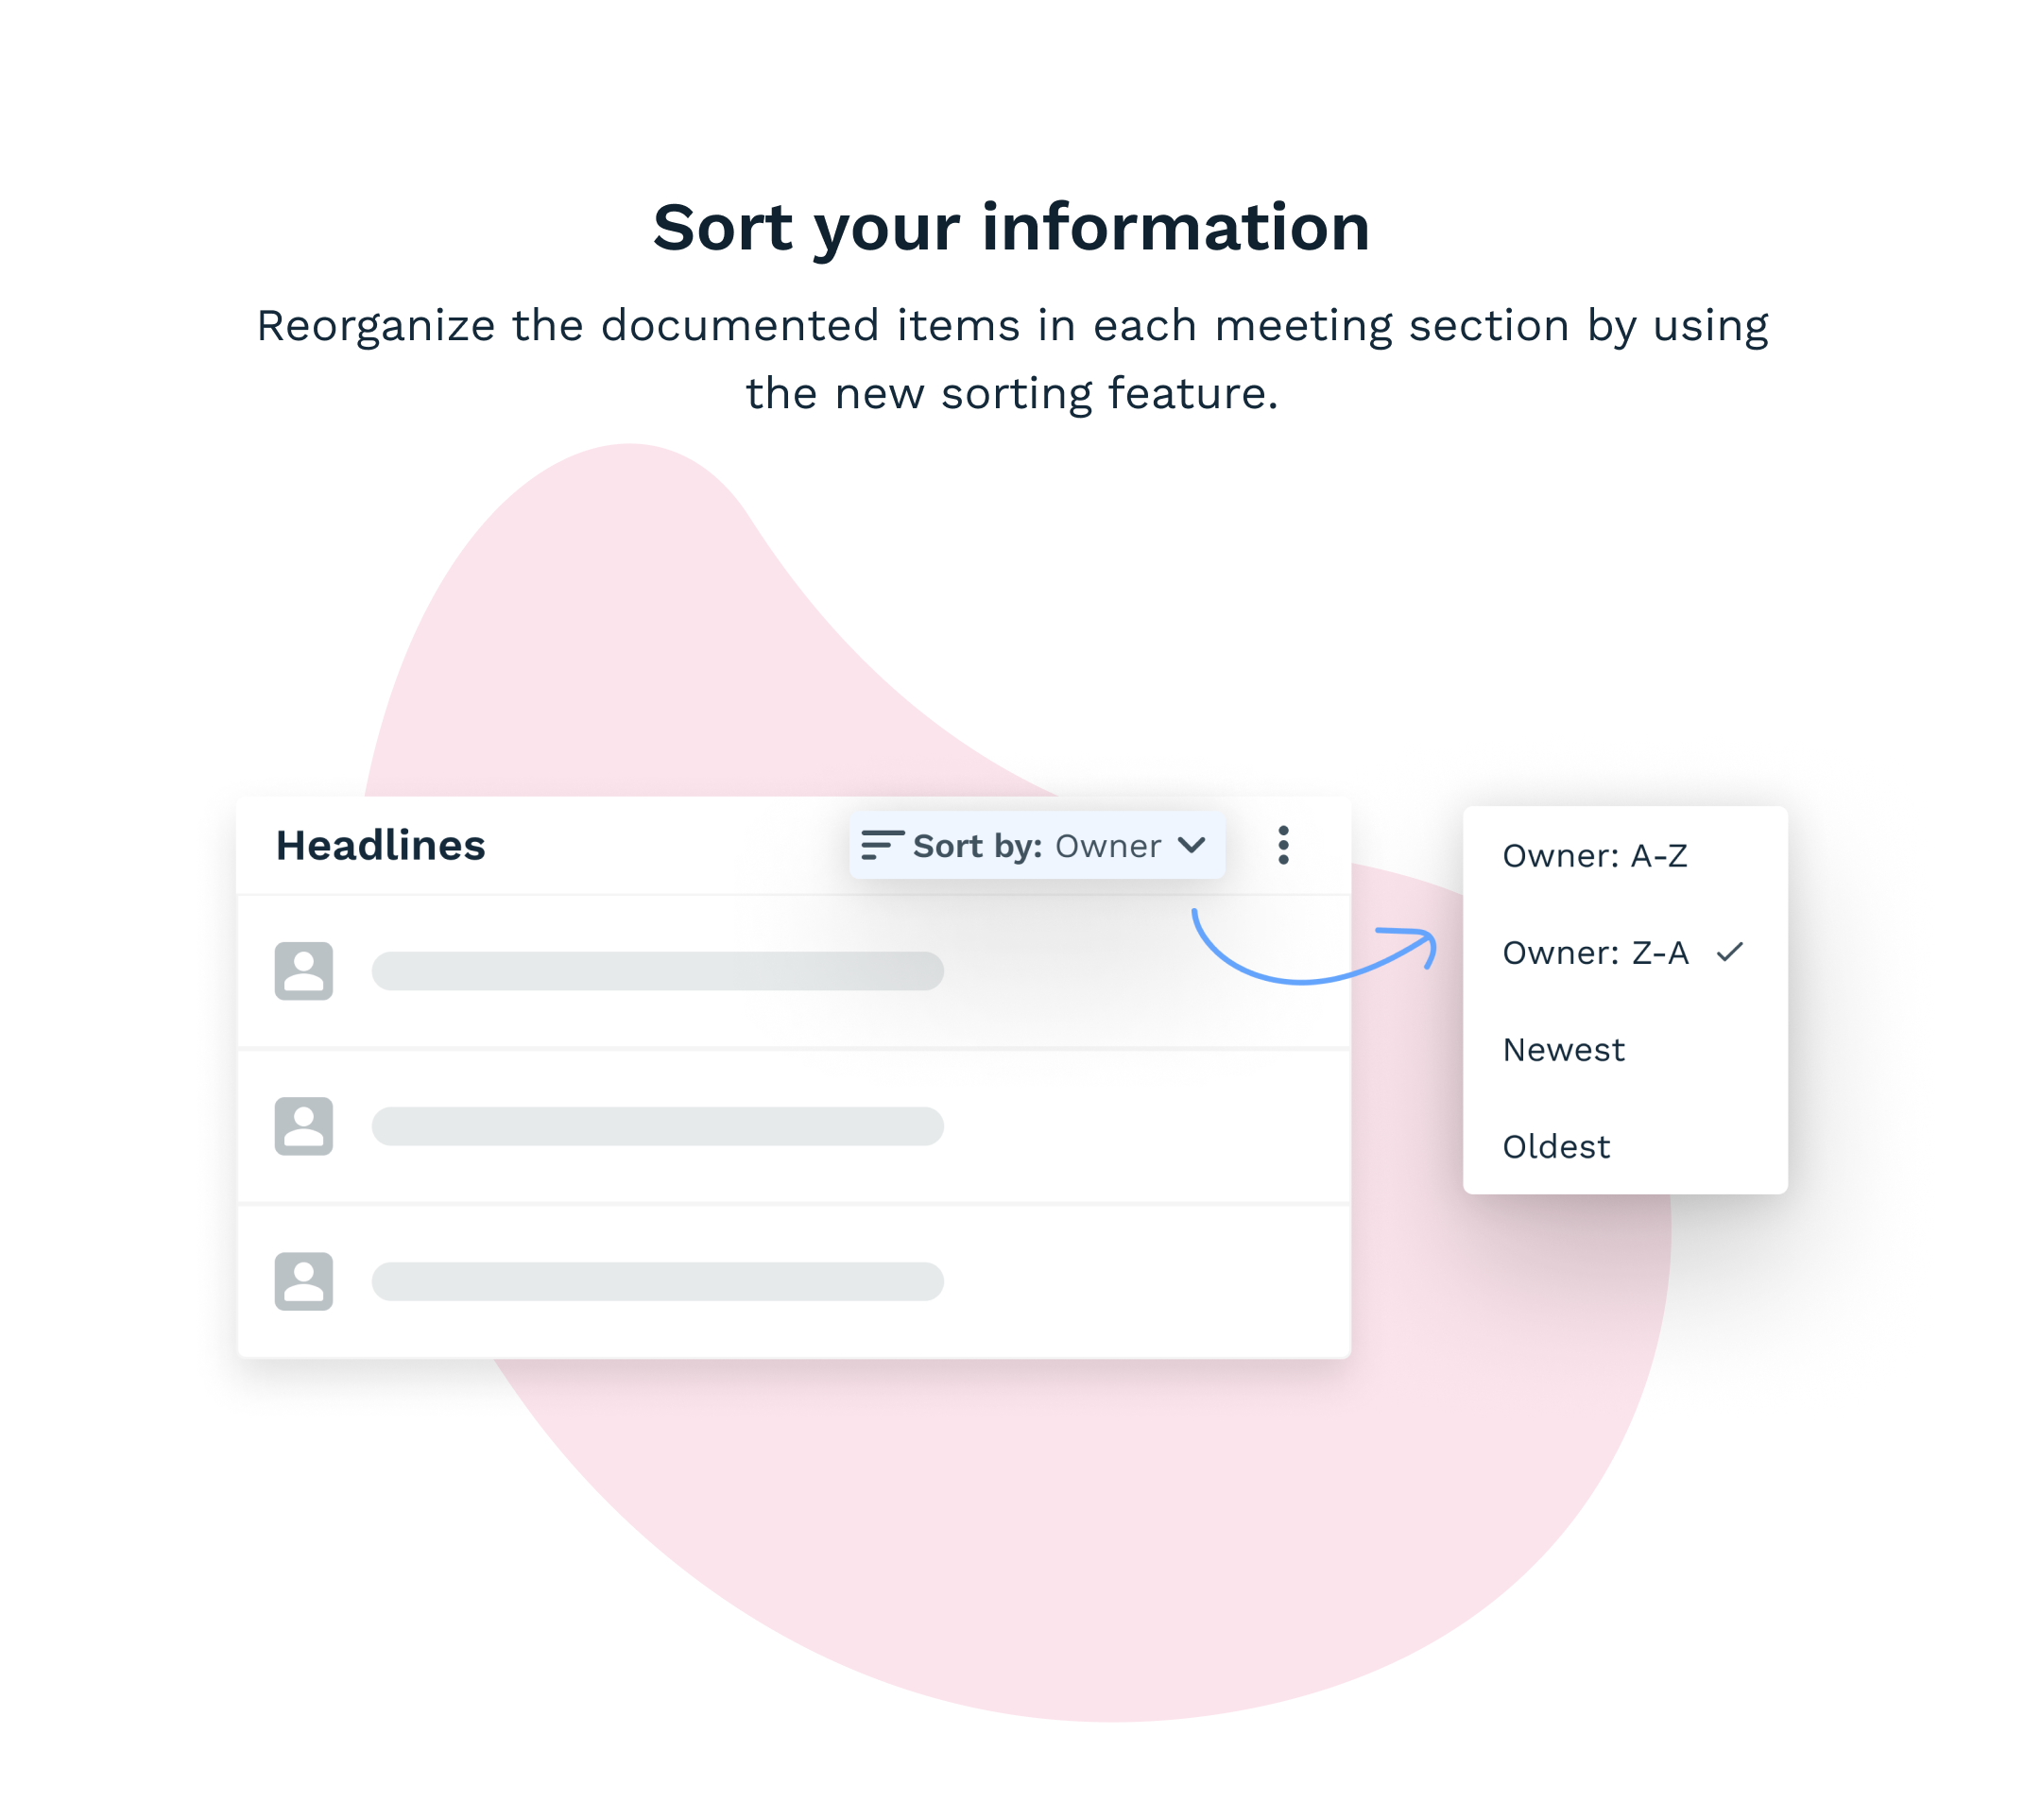 Sort your information
Reorganize the documented items in each meeting section by using
the new sorting feature.
Headlines
Sort by: Owner
Owner: A-Z
Owner: Z-A
Newest
Oldest